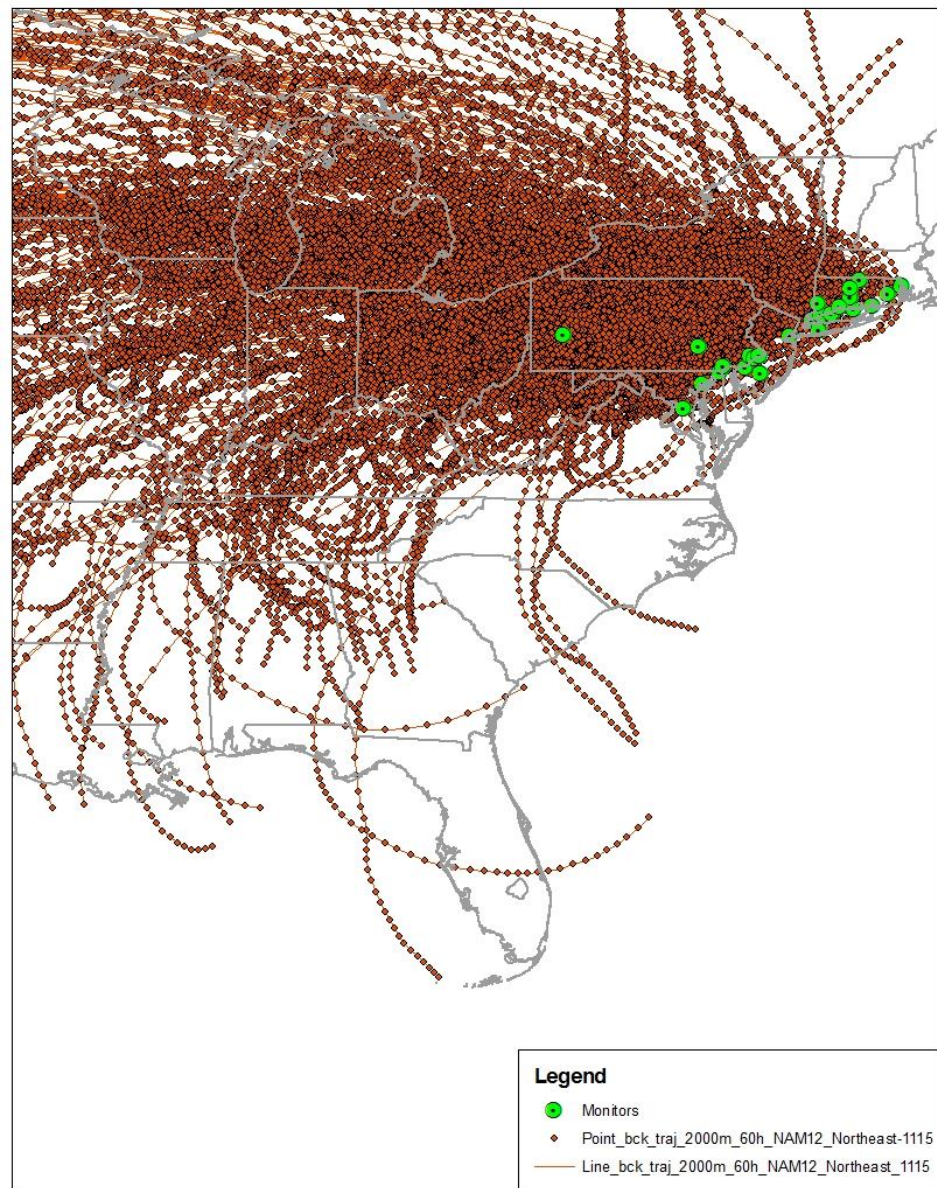 Legend
Monitors
Point_bck_traj_2000m_60h_NAM12_Northeast-1115
Line_bck_traj_2000m_60h_NAM12_Northeast_1115